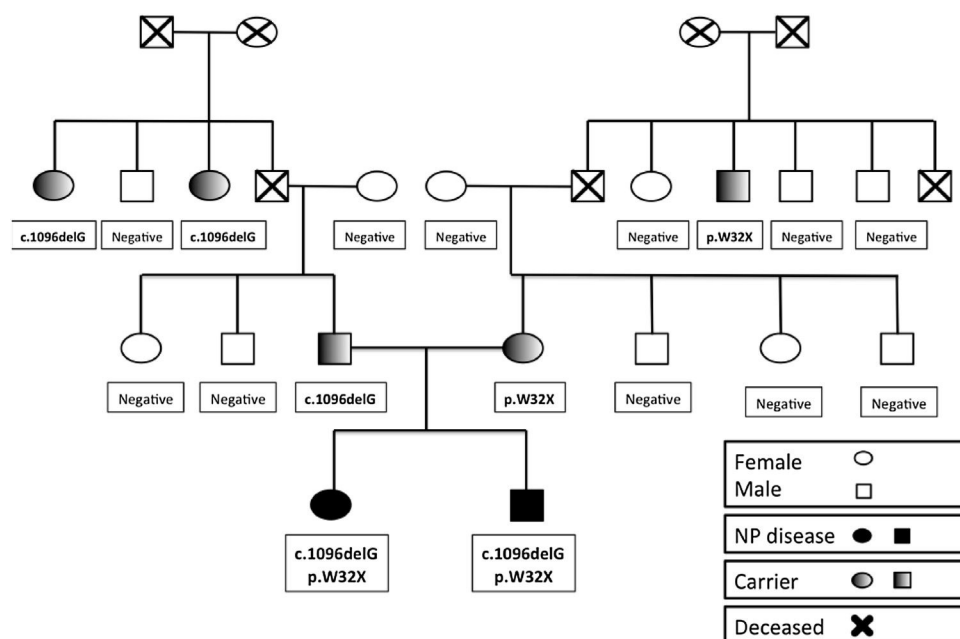 c.1096delG
Negative
c.1096delG
Negative
Negative
Negative
p.W32X
Negative
Negative
Negative
Negative
c.1096delG
p.W32X
Negative
Negative
Negative
c.1096delG
p.W32X
c.1096delG
p.W32X
Female
Male
NP disease
Carrier
Deceased